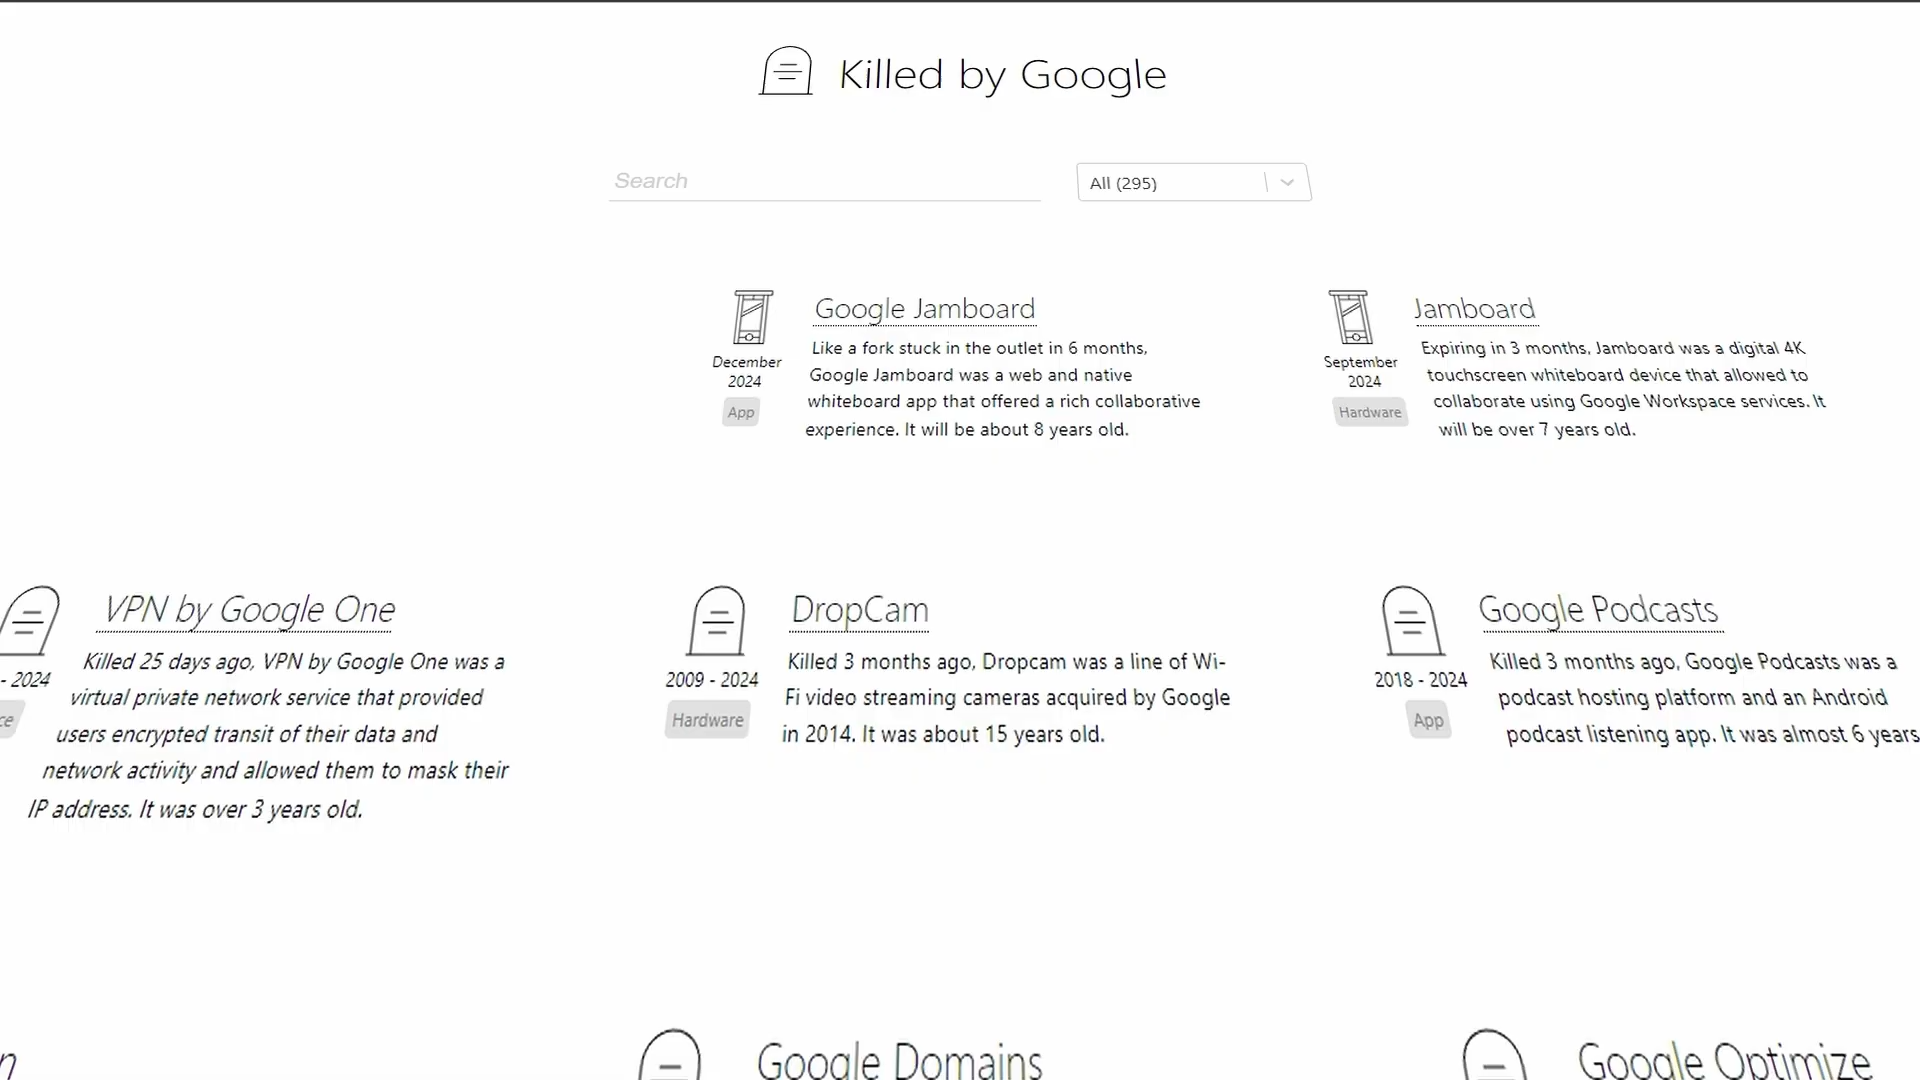 Killed by Google
Search
All (295)
Google Jamboard
December
2024
App
Like a fork stuck in the outlet in 6 months,
Google Jamboard was a web and native
whiteboard app that offered a rich collaborative
experience. It will be about 8 years old.
Jamboard
September
2024
Hardware
Expiring in 3 months, Jamboard was a digital 4K
touchscreen whiteboard device that allowed to
collaborate using Google Workspace services. It
will be over 7 years old.
VPN by Google One
- 2024
ce
Killed 25 days ago, VPN by Google One was a
virtual private network service that provided
users encrypted transit of their data and
network activity and allowed them to mask their
IP address. It was over 3 years old.
DropCam
2009 - 2024
Hardware
Killed 3 months ago, Dropcam was a line of Wi-
Fi video streaming cameras acquired by Google
in 2014. It was about 15 years old.
Google Podcasts
2018 - 2024
App
Killed 3 months ago, Google Podcasts was a
podcast hosting platform and an Android
podcast listening app. It was almost 6 years
n
Google Domains
Google Optimize